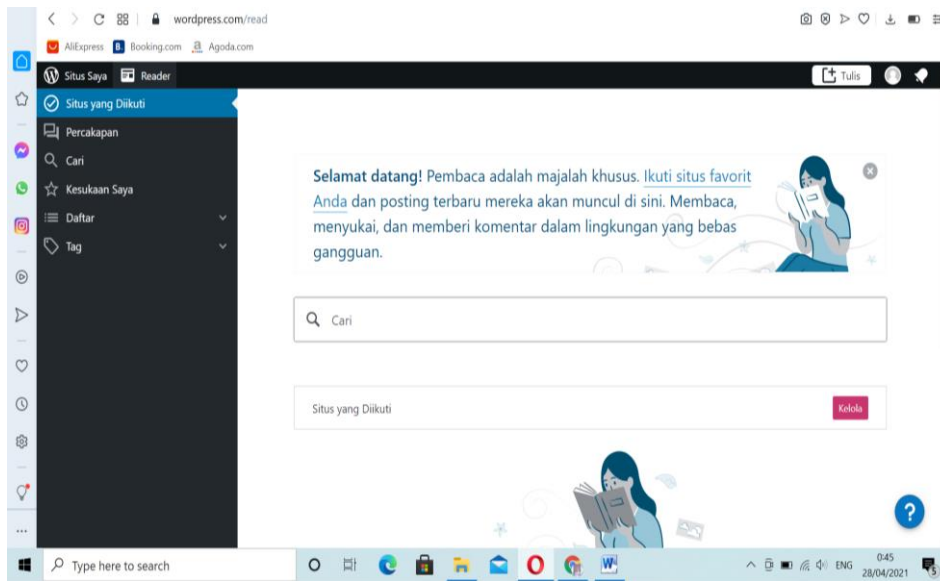 wordpress.com/read
AliExpress B. Booking.com a Agoda.com
Situs Saya Reader Tulis
Situs yang Diikuti
Percakapan
Cari
Kesukaan Saya
Daftar
Tag
Selamat datang! Pembaca adalah majalah khusus. Ikuti situs favorit
Anda dan posting terbaru mereka akan muncul di sini. Membaca,
menyukai, dan memberi komentar dalam lingkungan yang bebas
gangguan.
Cari
Situs yang Diikuti Kelola
?
Type here to search
ENG
0:45
28/04/2021
5